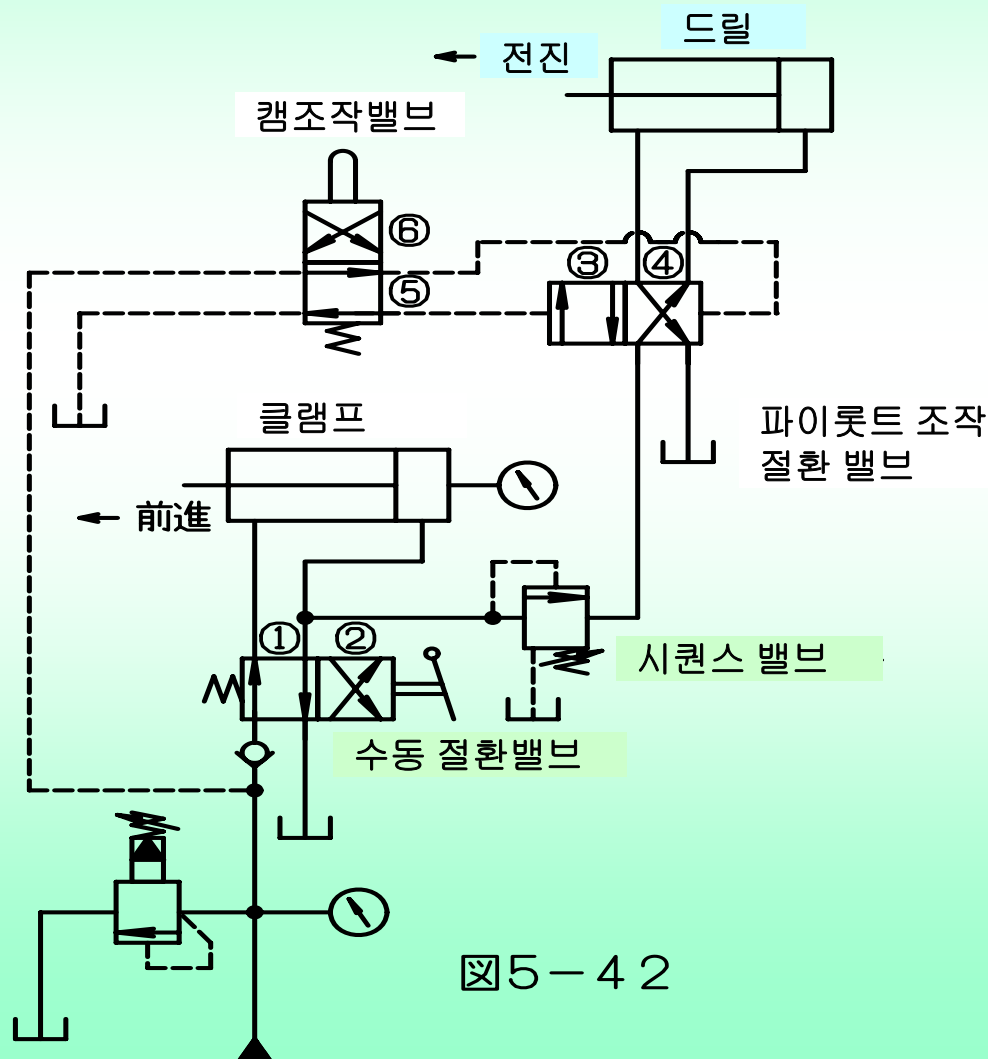 드릴
전진
캠조작밸브
⑥
⑤
③ ④
클램프
파이롯트 조작
절환 밸브
前進
① ②
시퀀스 밸브
수동 절환밸브
図５－４２